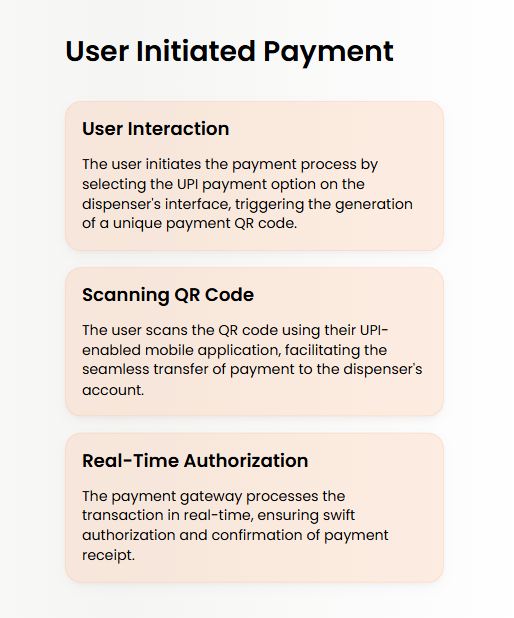 User Initiated Payment
User Interaction
The user initiates the payment process by
selecting the UPI payment option on the
dispenser's interface, triggering the generation
of a unique payment QR code.
Scanning QR Code
The user scans the QR code using their UPI-
enabled mobile application, facilitating the
seamless transfer of payment to the dispenser's
account.
Real-Time Authorization
The payment gateway processes the
transaction in real-time, ensuring swift
authorization and confirmation of payment
receipt.